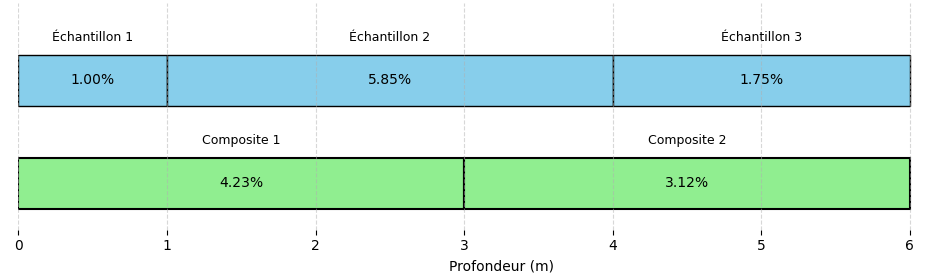 Échantillon 1 Échantillon 2 Échantillon 3
1.00% 5.85% 1.75%
Composite 1 Composite 2
4.23% 3.12%
0 1 2 3 4 5 6
Profondeur (m)